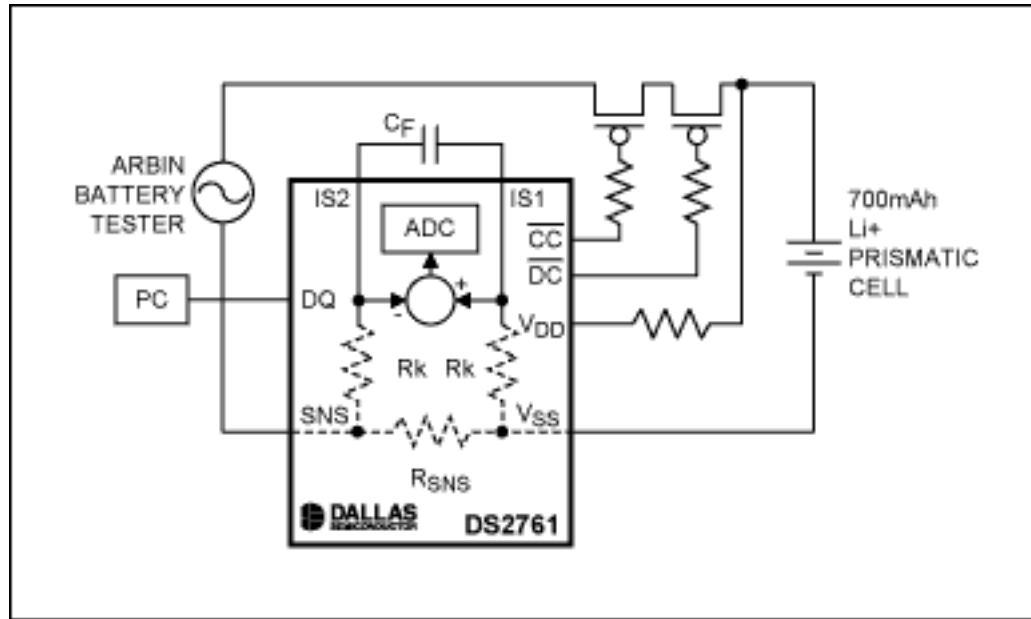 ARBIN
BATTERY
TESTER
CF
IS2
IS1
ADC
CC
DC
700mAh
Li+
PRISMATIC
CELL
PC
DQ
-
+
VDD
Rk
Rk
SNS
VSS
RSNS
DALLAS
SEMICONDUCTOR
DS2761